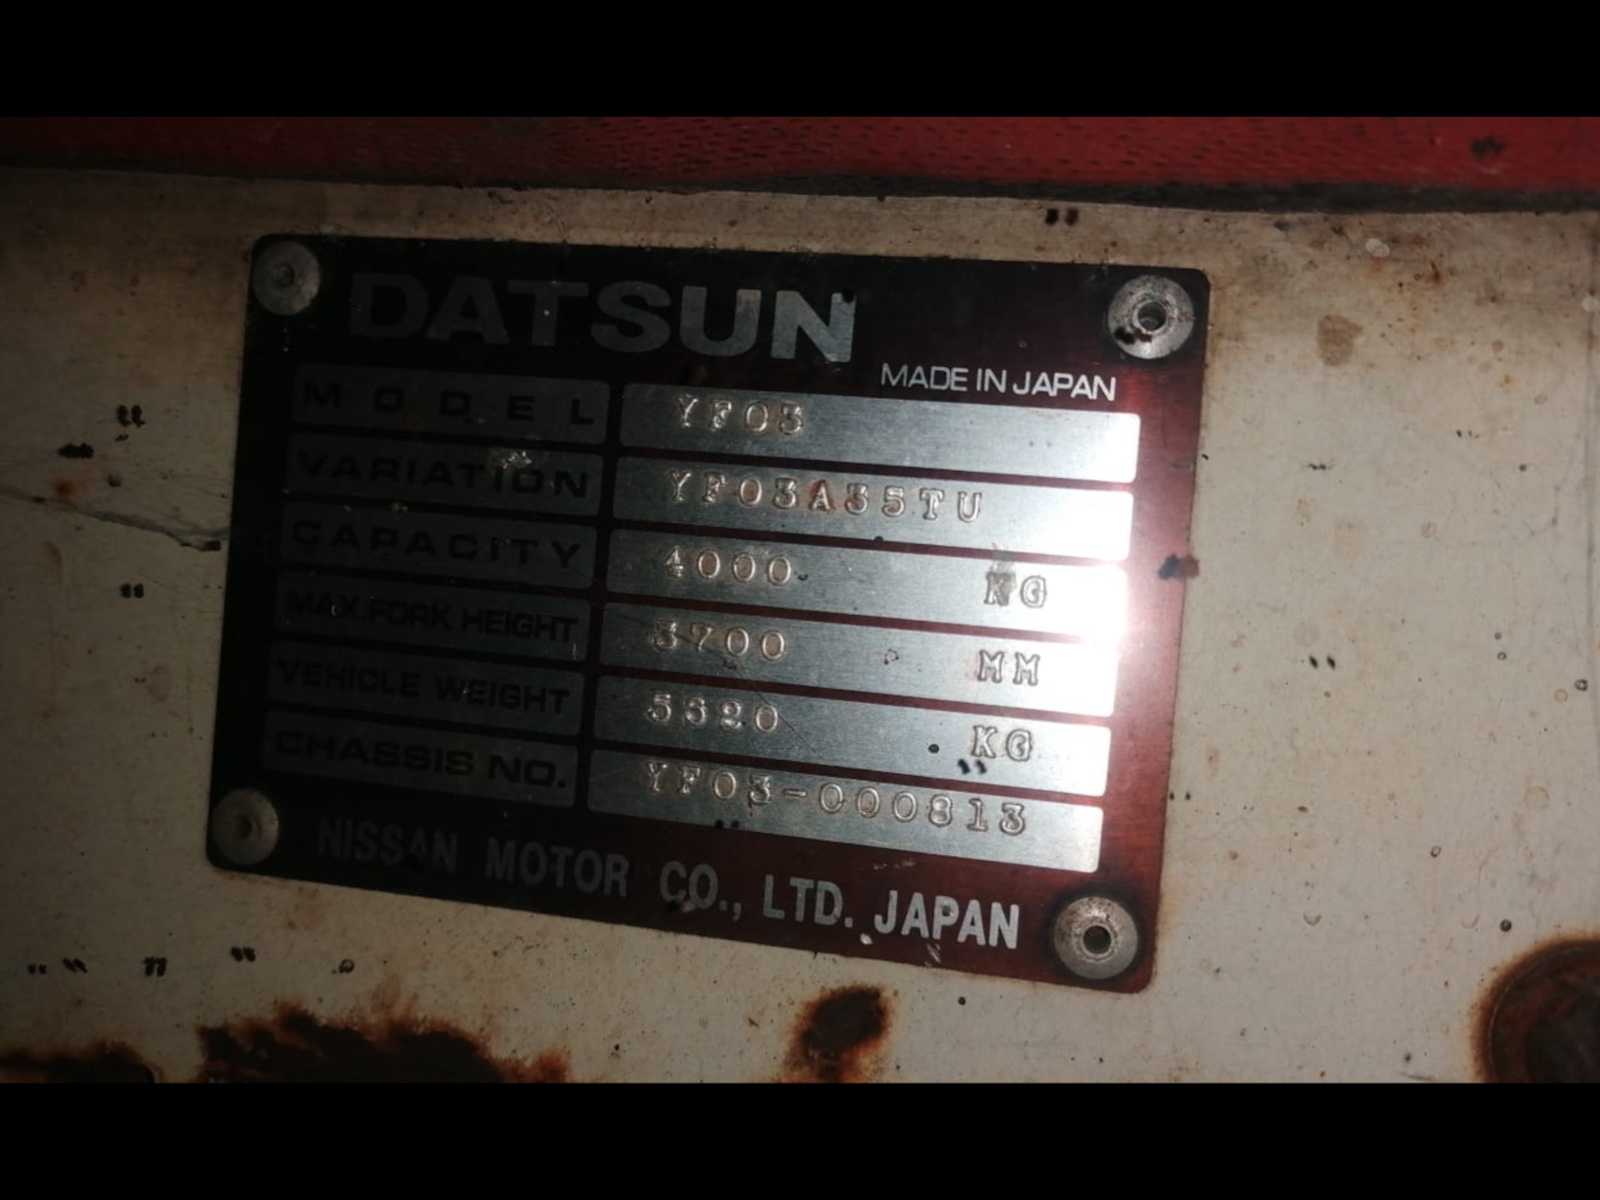 DATSUN
MADE IN JAPAN
MODEL YF03
VARIATION YF03A35TU
CAPACITY 4000 KG
MAX.FORK HEIGHT 3700 MM
VEHICLE WEIGHT 5620 KG
CHASSIS NO. YF03-000813
NISSAN MOTOR CO., LTD. JAPAN